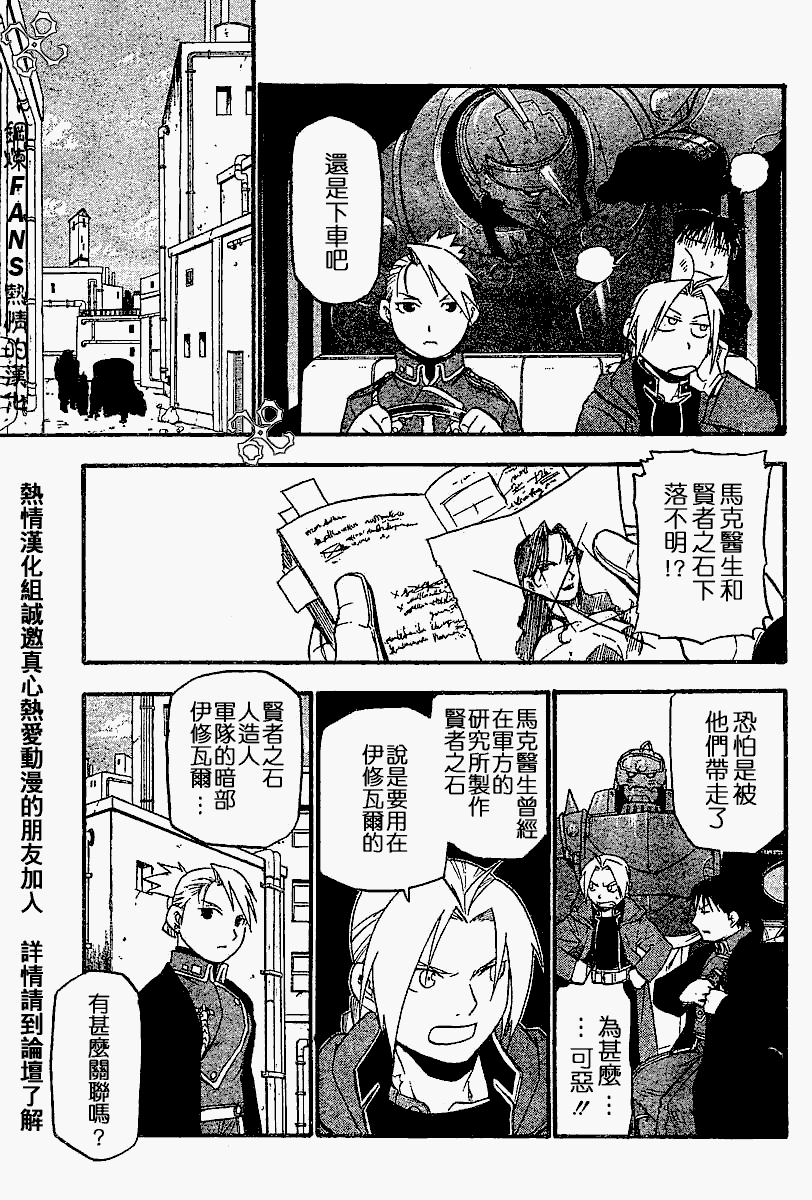 還是下車吧
鋼煉FANS熱情的漢化
馬克醫生和
賢者之石下
落不明!?
恐怕是被
他們帶走了
為甚麼…
…可惡!!
馬克醫生曾經
在軍方的
研究所製作
賢者之石
說是要用在
伊修瓦爾的
賢者之石
人造人
軍隊的暗部
伊修瓦爾…
有甚麼關聯嗎?
熱情漢化組誠邀真心熱愛動漫的朋友加入 詳情請到論壇了解